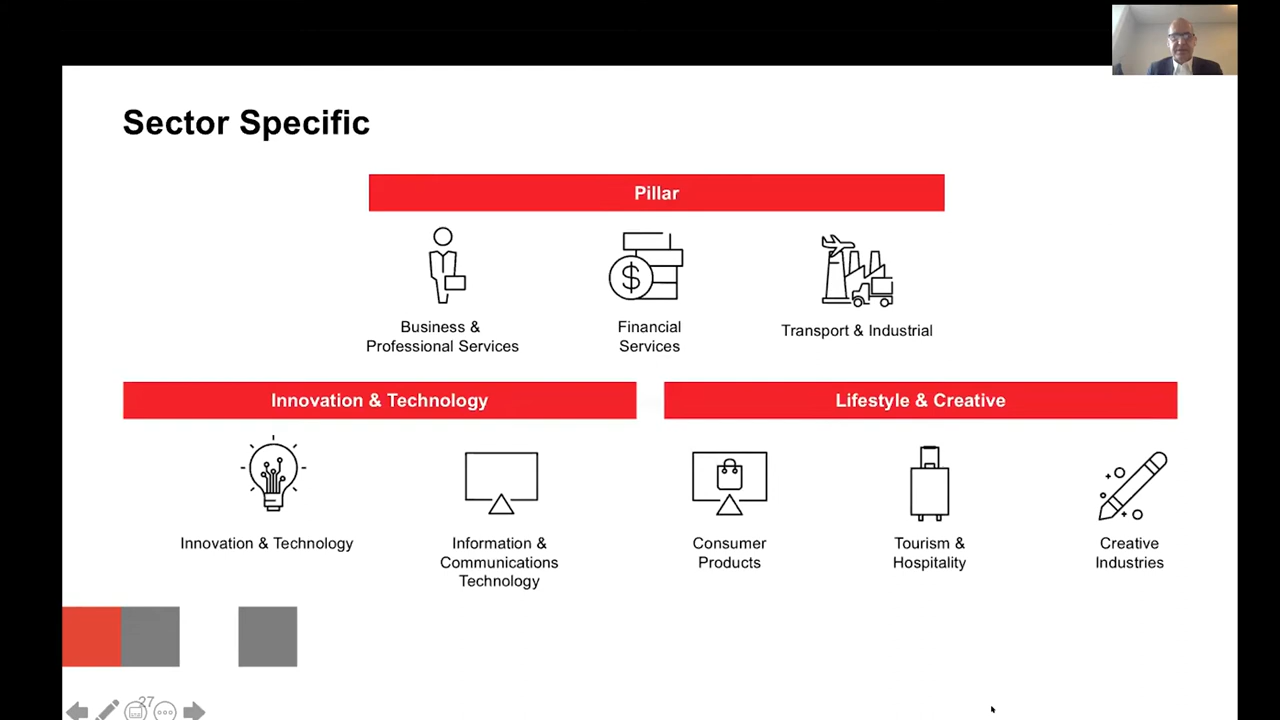 Sector Specific
Pillar
Business &
Professional Services
$
Financial
Services
Transport & Industrial
Innovation & Technology
Lifestyle & Creative
Innovation & Technology
Information &
Communications
Technology
Consumer
Products
Tourism &
Hospitality
Creative
Industries
27